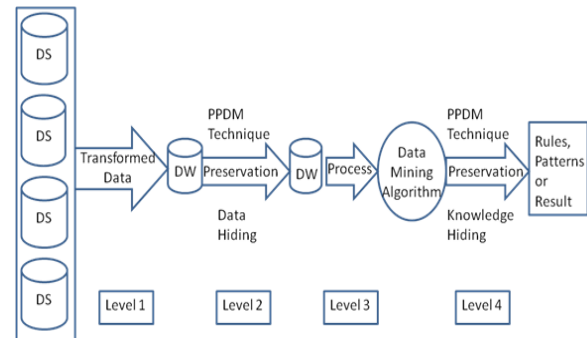 DS
DS
DS
DS
Transformed
Data
DW
PPDM
Technique
Preservation
Data
Hiding
DW
Process
Data
Mining
Algorithm
PPDM
Technique
Preservation
Knowledge
Hiding
Rules,
Patterns
or
Result
Level 1
Level 2
Level 3
Level 4